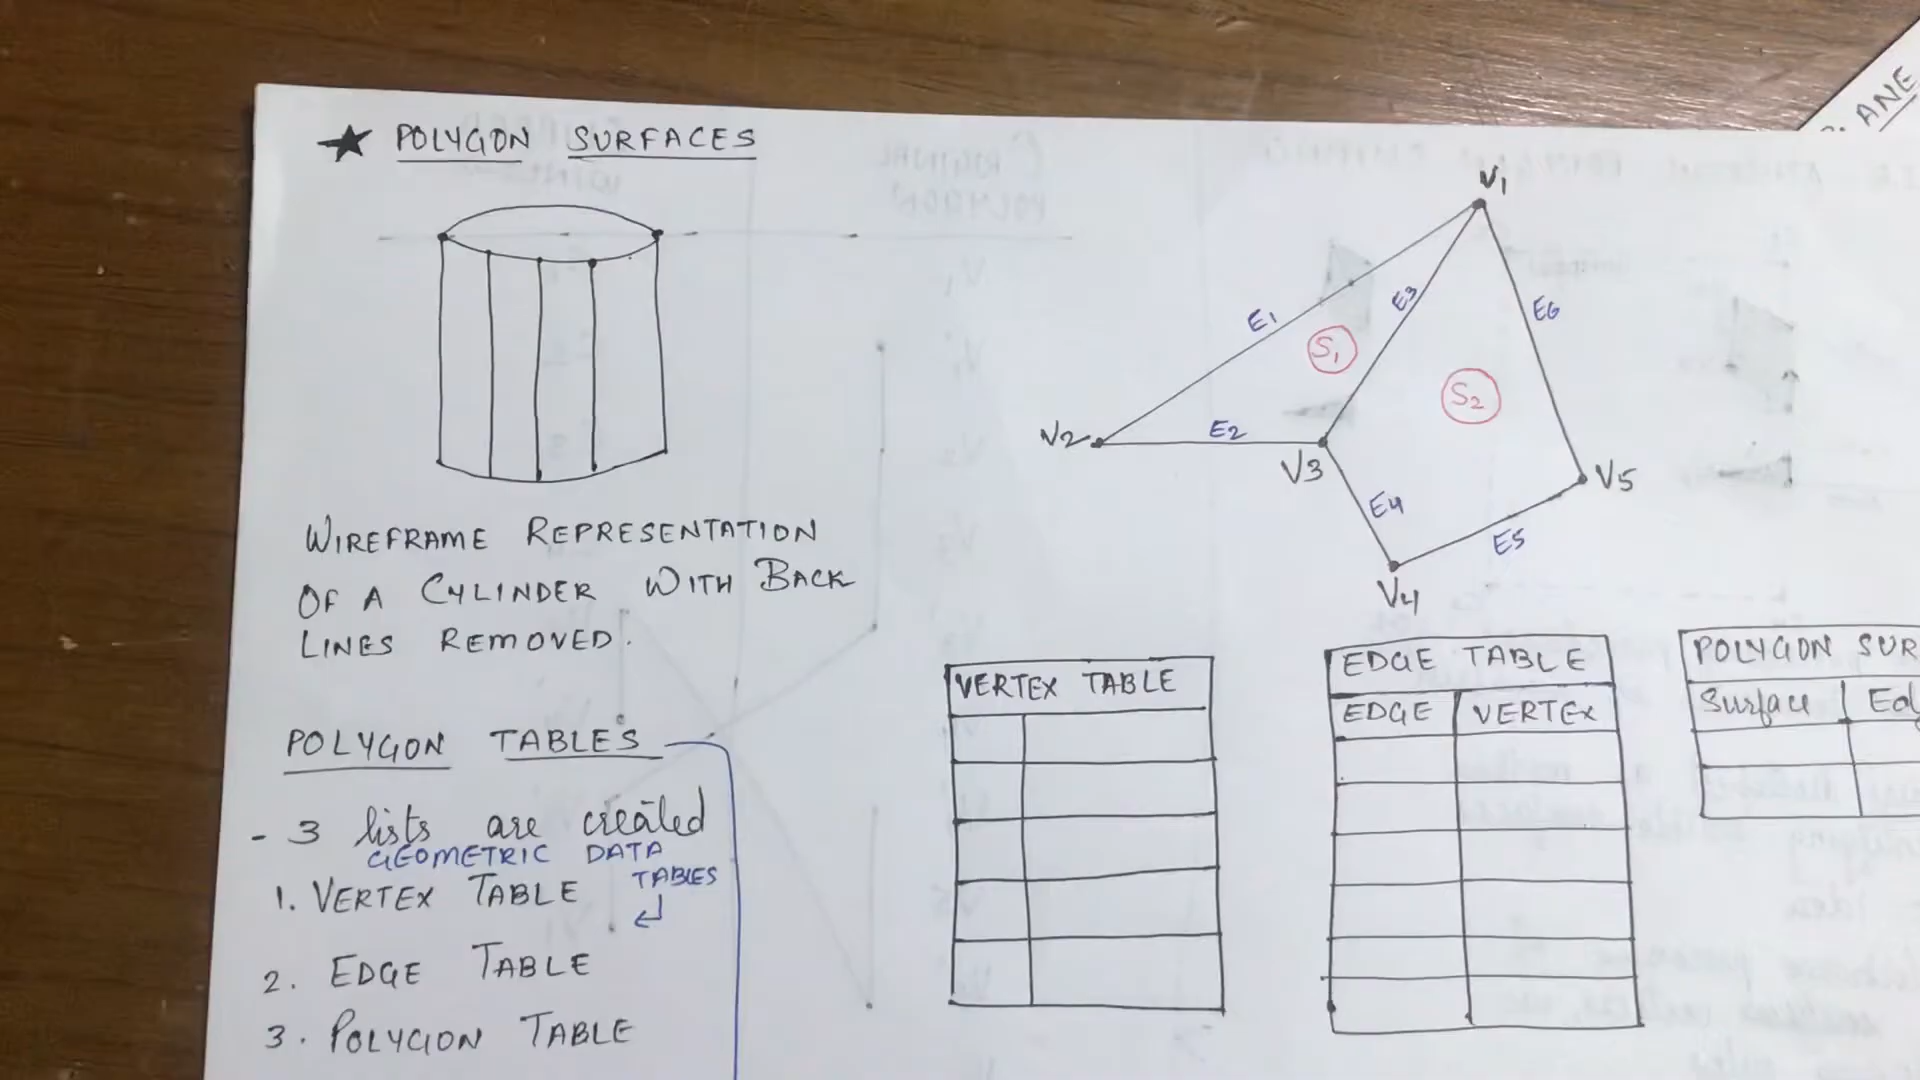 ★ POLYGON SURFACES
WIREFRAME REPRESENTATION
OF A CYLINDER WITH BACK
LINES REMOVED.
POLYGON TABLES
- 3 lists are created
GEOMETRIC DATA
TABLES
1. VERTEX TABLE
2. EDGE TABLE
3. POLYGON TABLE
V1
E1
E3
E6
S1
S2
V2
E2
V3
V5
E4
E5
V4
VERTEX TABLE
EDGE TABLE
EDGE VERTEX
POLYGON SUR
Surface Ed
ANE